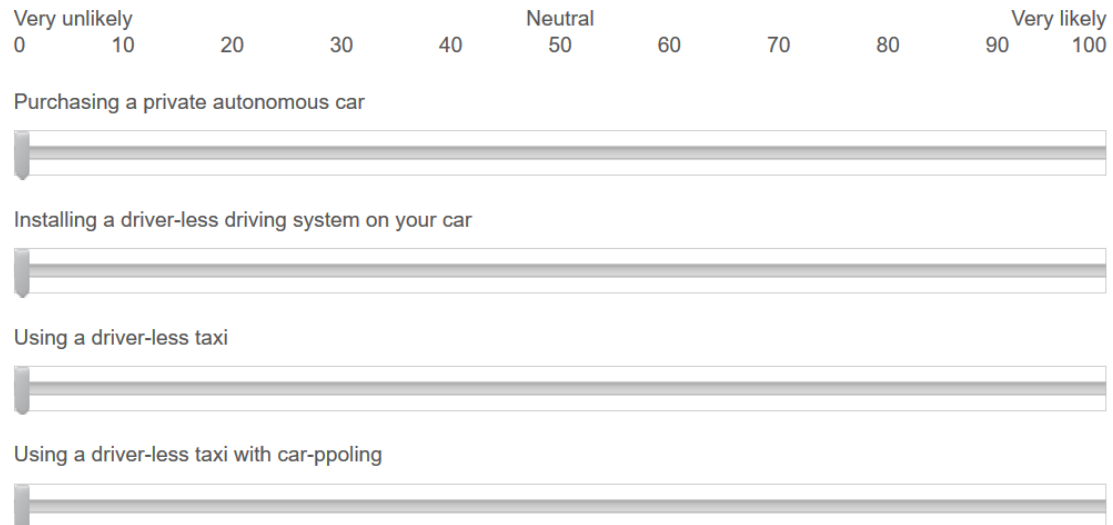 Very unlikely Neutral Very likely
0 10 20 30 40 50 60 70 80 90 100
Purchasing a private autonomous car
Installing a driver-less driving system on your car
Using a driver-less taxi
Using a driver-less taxi with car-ppoling